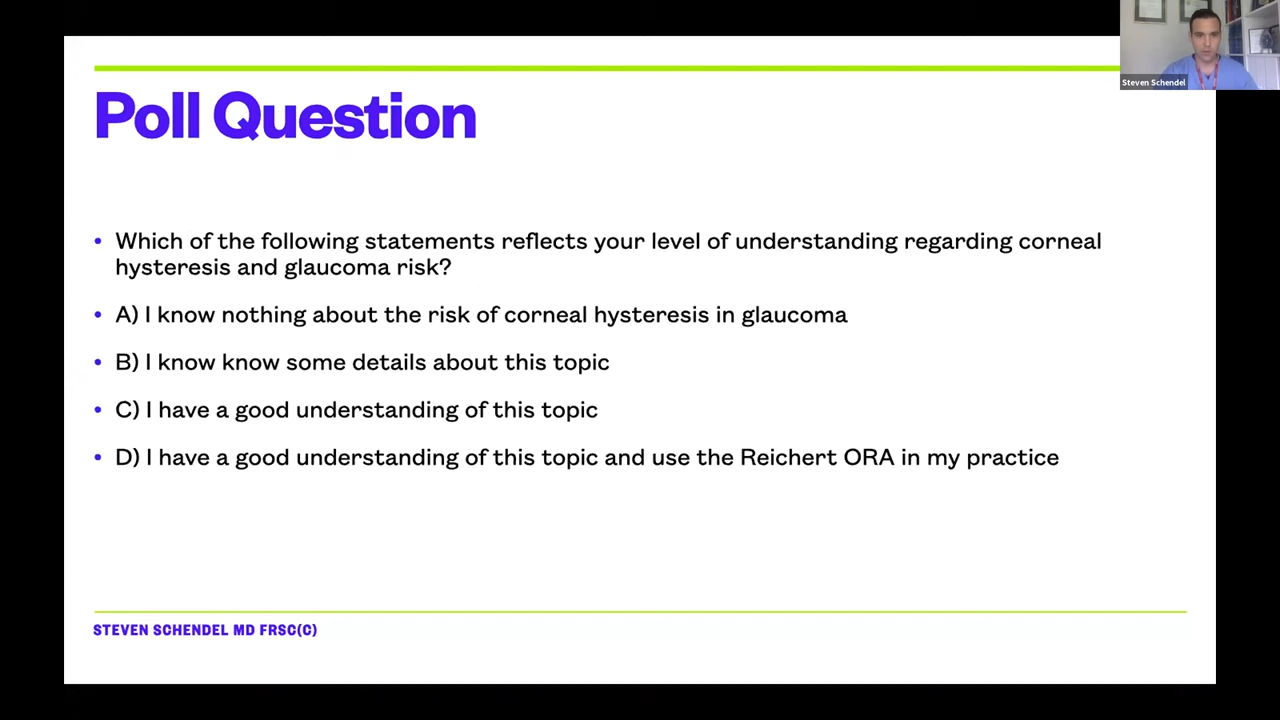 Steven Schendel
Poll Question
• Which of the following statements reflects your level of understanding regarding corneal
hysteresis and glaucoma risk?
• A) I know nothing about the risk of corneal hysteresis in glaucoma
• B) I know know some details about this topic
• C) I have a good understanding of this topic
• D) I have a good understanding of this topic and use the Reichert ORA in my practice
STEVEN SCHENDEL MD FRSC(C)